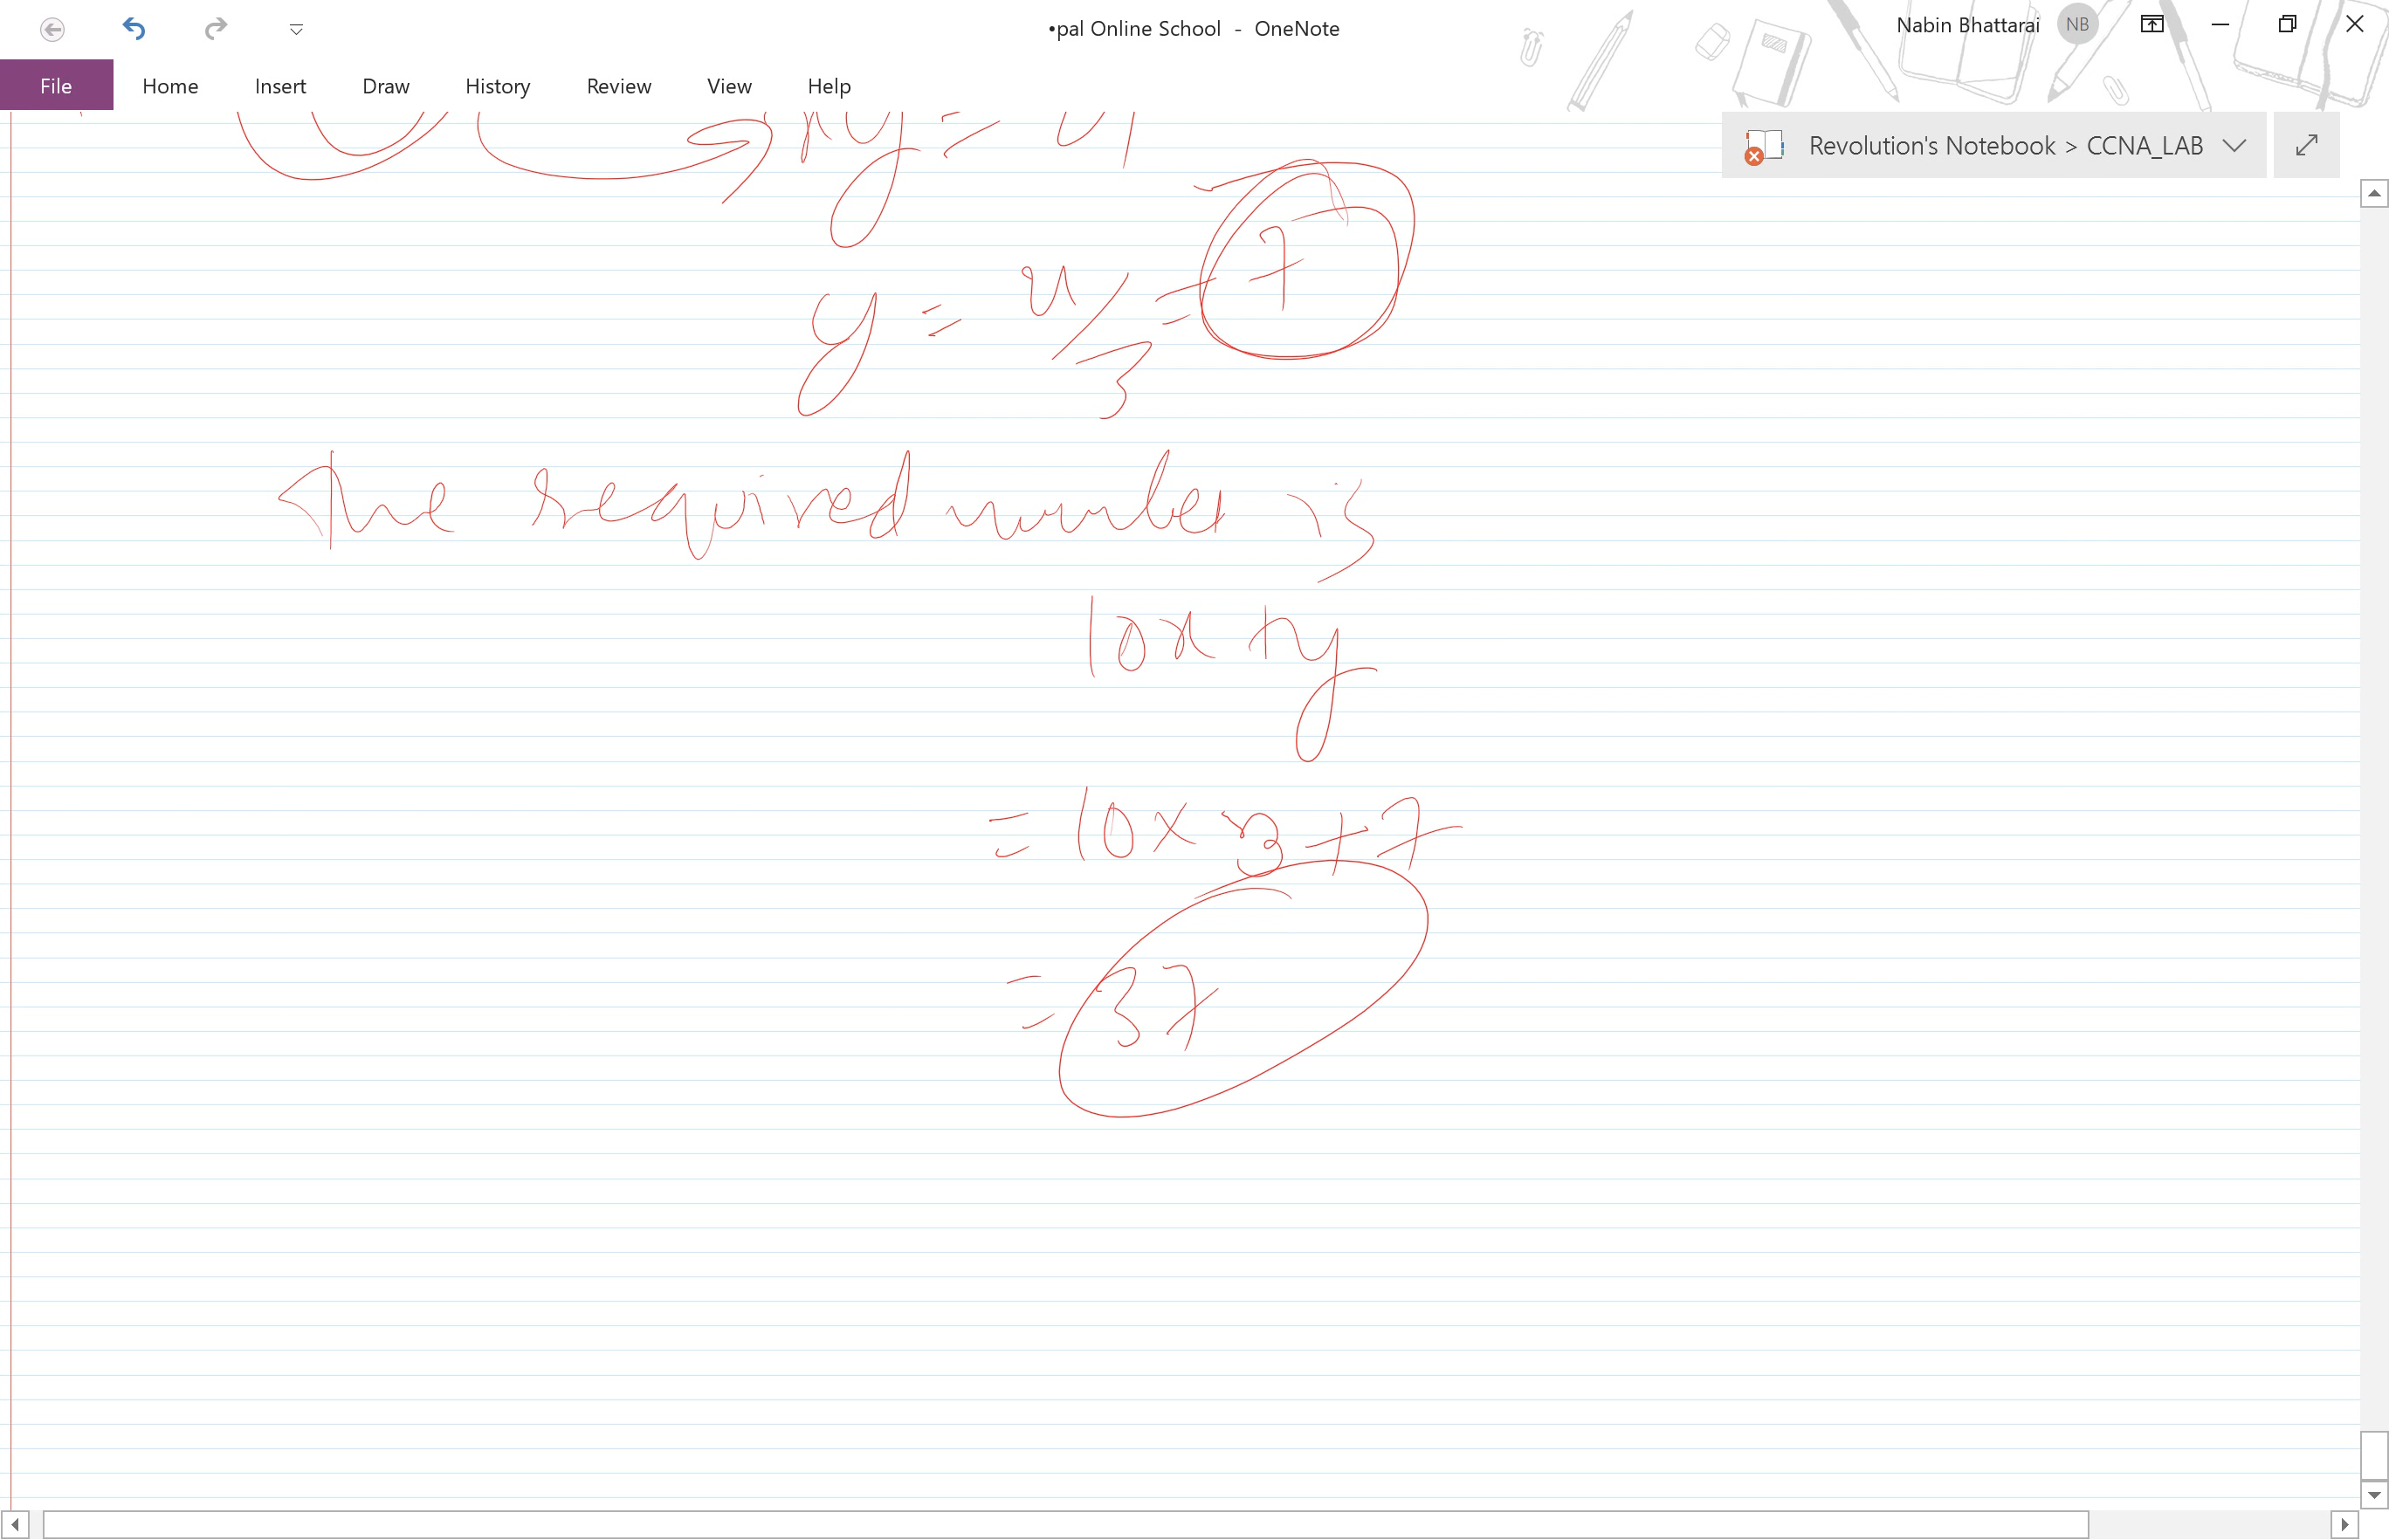 •pal Online School - OneNote
Nabin Bhattarai NB
File Home Insert Draw History Review View Help
Revolution's Notebook > CCNA_LAB
xy =
y = 21/3 = 7
The required number is
10x + y
= 10 × 3 + 7
= 37